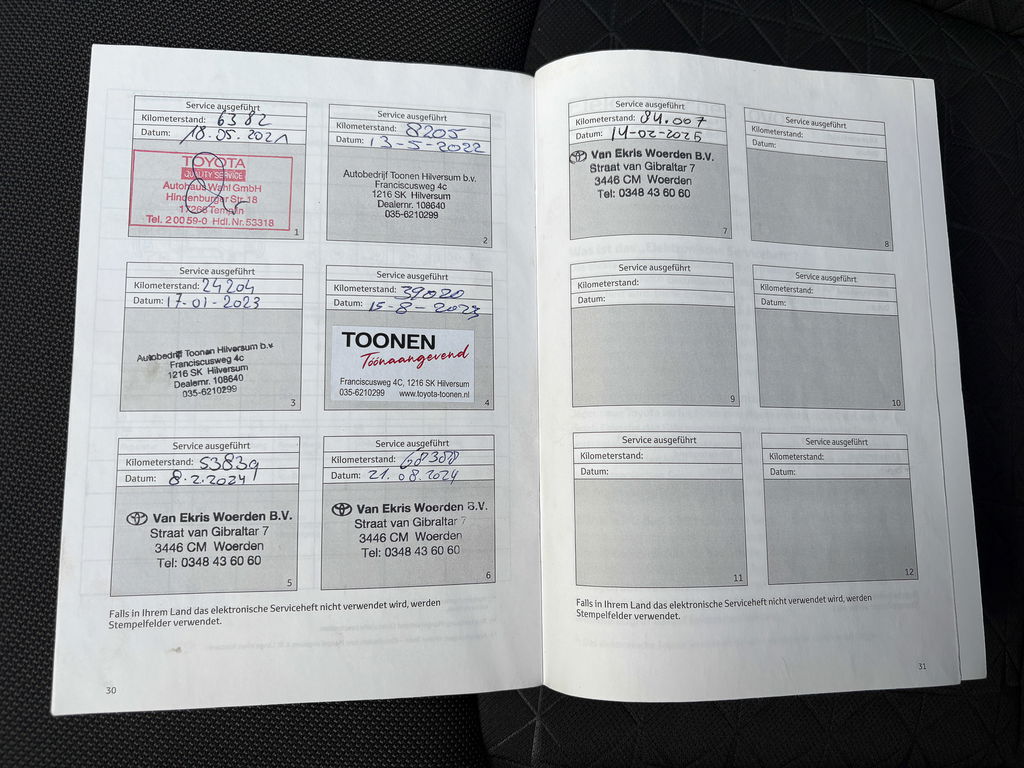 Service ausgeführt
Kilometerstand: 6382
Datum: 18.05.2021
TOYOTA
QUALITY SERVICE
Autohaus Wahl GmbH
Hindenburger Str. 18
Tel. 2 00 59-0 Hdl.Nr.53318
1
Service ausgeführt
Kilometerstand: 8205
Datum: 13-5-2022
Autobedrijf Toonen Hilversum b.v.
Franciscusweg 4c
1216 SK Hilversum
Dealernr. 108640
035-6210299
2
Service ausgeführt
Kilometerstand: 24204
Datum: 17-01-2023
Autobedrijf Toonen Hilversum b.v.
Franciscusweg 4c
1216 SK Hilversum
Dealernr. 108640
035-6210299
3
Service ausgeführt
Kilometerstand: 39020
Datum: 15-8-2023
TOONEN
Tóónaangevend
Franciscusweg 4C, 1216 SK Hilversum
035-6210299 www.toyota-toonen.nl
4
Service ausgeführt
Kilometerstand: 53839
Datum: 8.2.2024
Van Ekris Woerden B.V.
Straat van Gibraltar 7
3446 CM Woerden
Tel: 0348 43 60 60
5
Service ausgeführt
Kilometerstand: 68388
Datum: 21.08.2024
Van Ekris Woerden B.V.
Straat van Gibraltar 7
3446 CM Woerden
Tel: 0348 43 60 60
6
Falls in Ihrem Land das elektronische Serviceheft nicht verwendet wird, werden
Stempelfelder verwendet.
30
Service ausgeführt
Kilometerstand: 84.007
Datum: 14-02-2025
Van Ekris Woerden B.V.
Straat van Gibraltar 7
3446 CM Woerden
Tel: 0348 43 60 60
7
Service ausgeführt
Kilometerstand:
Datum:
8
Service ausgeführt
Kilometerstand:
Datum:
9
Service ausgeführt
Kilometerstand:
Datum:
10
Service ausgeführt
Kilometerstand:
Datum:
11
Service ausgeführt
Kilometerstand:
Datum:
12
Falls in Ihrem Land das elektronische Serviceheft nicht verwendet wird, werden
Stempelfelder verwendet.
31